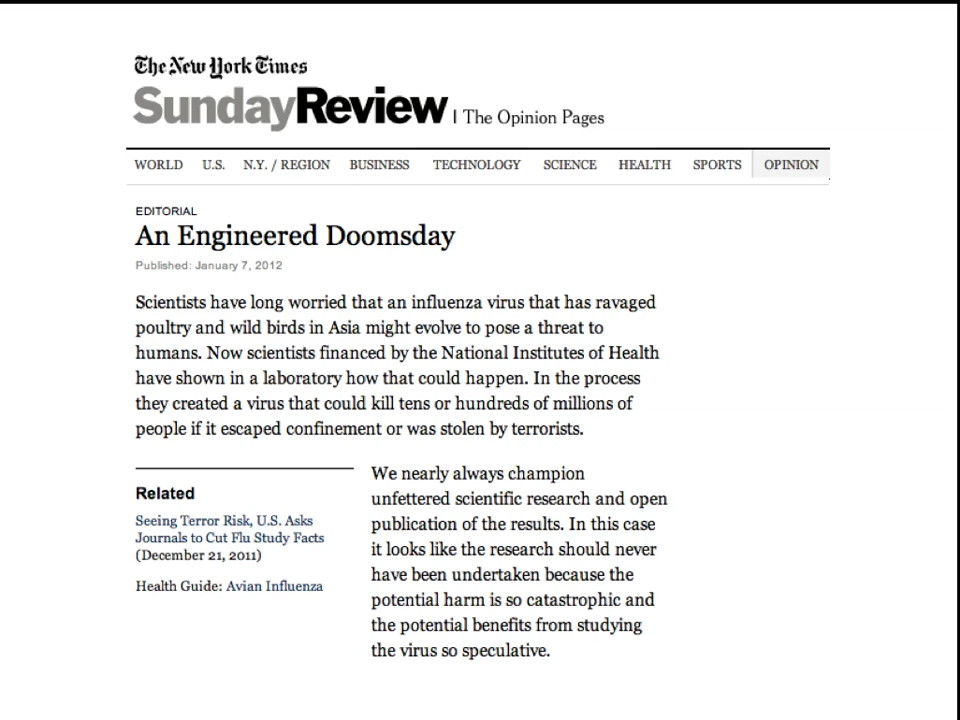 The New York Times
SundayReview | The Opinion Pages
WORLD U.S. N.Y. / REGION BUSINESS TECHNOLOGY SCIENCE HEALTH SPORTS OPINION
EDITORIAL
An Engineered Doomsday
Published: January 7, 2012
Scientists have long worried that an influenza virus that has ravaged
poultry and wild birds in Asia might evolve to pose a threat to
humans. Now scientists financed by the National Institutes of Health
have shown in a laboratory how that could happen. In the process
they created a virus that could kill tens or hundreds of millions of
people if it escaped confinement or was stolen by terrorists.
Related
Seeing Terror Risk, U.S. Asks
Journals to Cut Flu Study Facts
(December 21, 2011)
Health Guide: Avian Influenza
We nearly always champion
unfettered scientific research and open
publication of the results. In this case
it looks like the research should never
have been undertaken because the
potential harm is so catastrophic and
the potential benefits from studying
the virus so speculative.